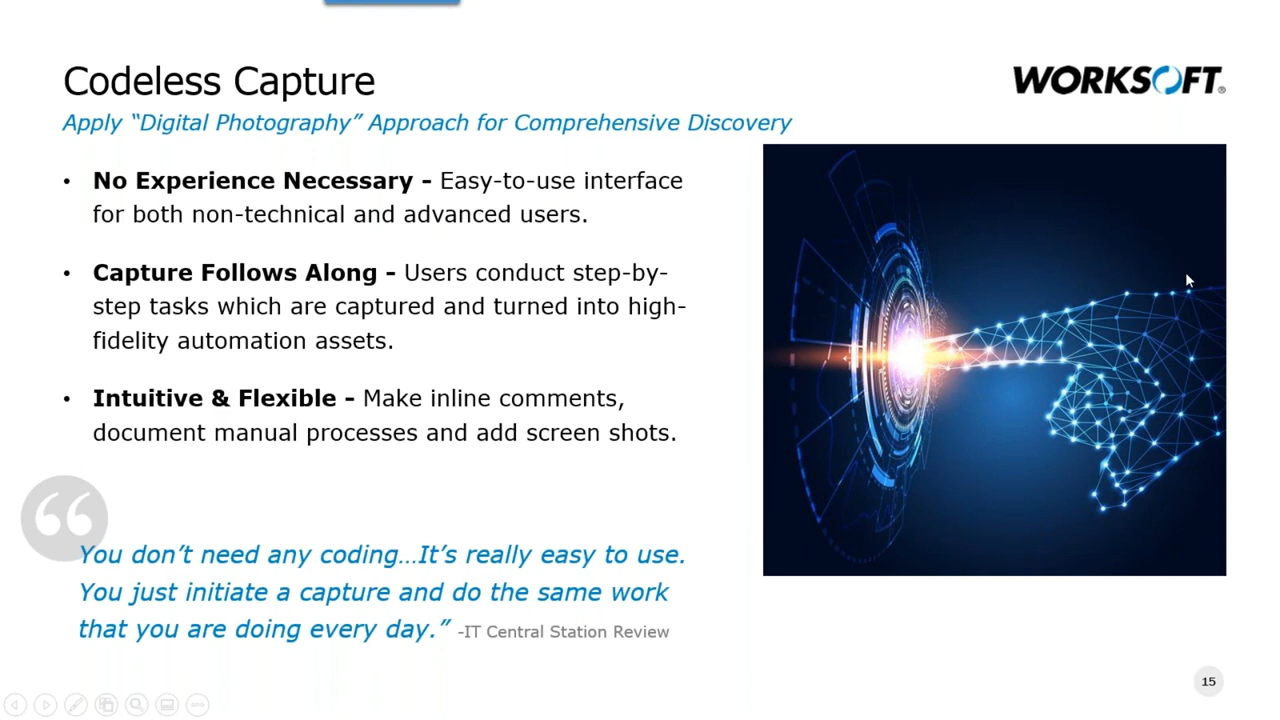 Codeless Capture
WORKSOFT®
Apply “Digital Photography” Approach for Comprehensive Discovery
• No Experience Necessary - Easy-to-use interface
for both non-technical and advanced users.
• Capture Follows Along - Users conduct step-by-
step tasks which are captured and turned into high-
fidelity automation assets.
• Intuitive & Flexible - Make inline comments,
document manual processes and add screen shots.
“
You don’t need any coding…It’s really easy to use.
You just initiate a capture and do the same work
that you are doing every day.” -IT Central Station Review
15